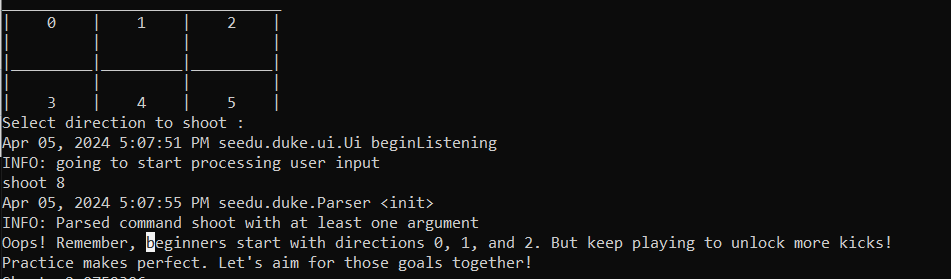 0 1 2
3 4 5
Select direction to shoot :
Apr 05, 2024 5:07:51 PM seedu.duke.ui.Ui beginListening
INFO: going to start processing user input
shoot 8
Apr 05, 2024 5:07:55 PM seedu.duke.Parser <init>
INFO: Parsed command shoot with at least one argument
Oops! Remember, beginners start with directions 0, 1, and 2. But keep playing to unlock more kicks!
Practice makes perfect. Let's aim for those goals together!